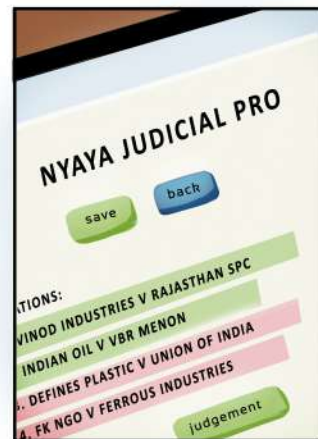 NYAYA JUDICIAL PRO
save back
ATIONS:
VINOD INDUSTRIES V RAJASTHAN SPC
INDIAN OIL V VBR MENON
3. DEFINES PLASTIC V UNION OF INDIA
4. FK NGO V FERROUS INDUSTRIES
judgement